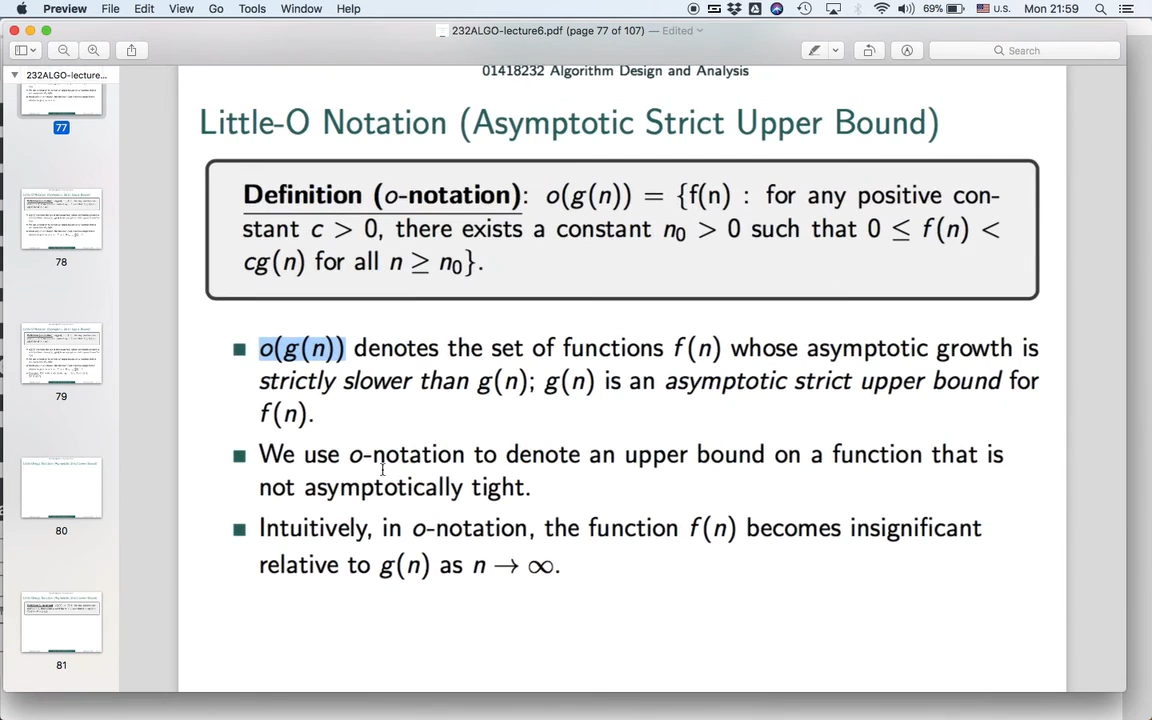 Preview File Edit View Go Tools Window Help 69% U.S. Mon 21:59
232ALGO-lecture6.pdf (page 77 of 107) — Edited
Search
232ALGO-lecture...
77
78
79
80
81
01418232 Algorithm Design and Analysis
Little-O Notation (Asymptotic Strict Upper Bound)
Definition (o-notation): o(g(n)) = {f(n) : for any positive con-
stant c > 0, there exists a constant n₀ > 0 such that 0 ≤ f(n) <
cg(n) for all n ≥ n₀}.
o(g(n)) denotes the set of functions f(n) whose asymptotic growth is
strictly slower than g(n); g(n) is an asymptotic strict upper bound for
f(n).
We use o-notation to denote an upper bound on a function that is
not asymptotically tight.
Intuitively, in o-notation, the function f(n) becomes insignificant
relative to g(n) as n → ∞.